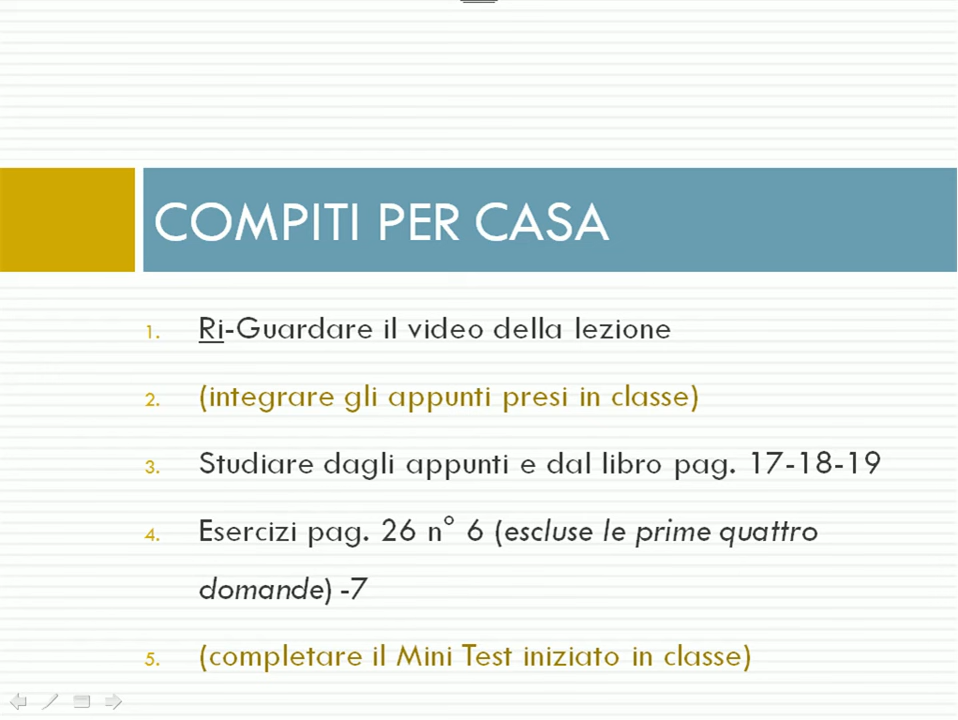 COMPITI PER CASA
1. Ri-Guardare il video della lezione
2. (integrare gli appunti presi in classe)
3. Studiare dagli appunti e dal libro pag. 17-18-19
4. Esercizi pag. 26 n° 6 (escluse le prime quattro
domande) -7
5. (completare il Mini Test iniziato in classe)